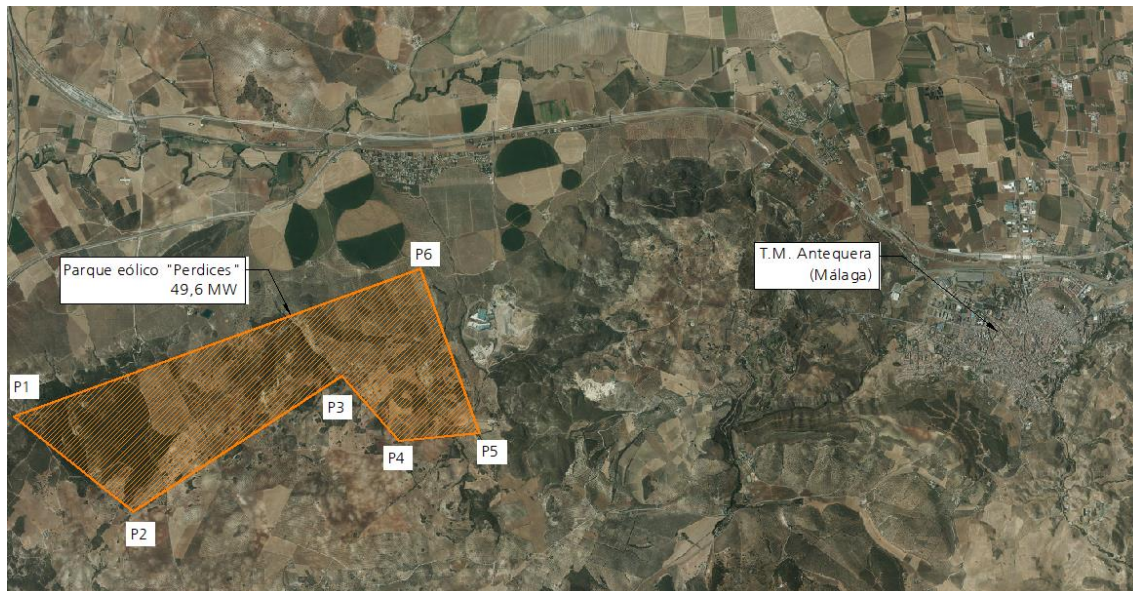 P6
T.M. Antequera
(Málaga)
Parque eólico "Perdices"
49,6 MW
P1
P3
P4
P5
P2